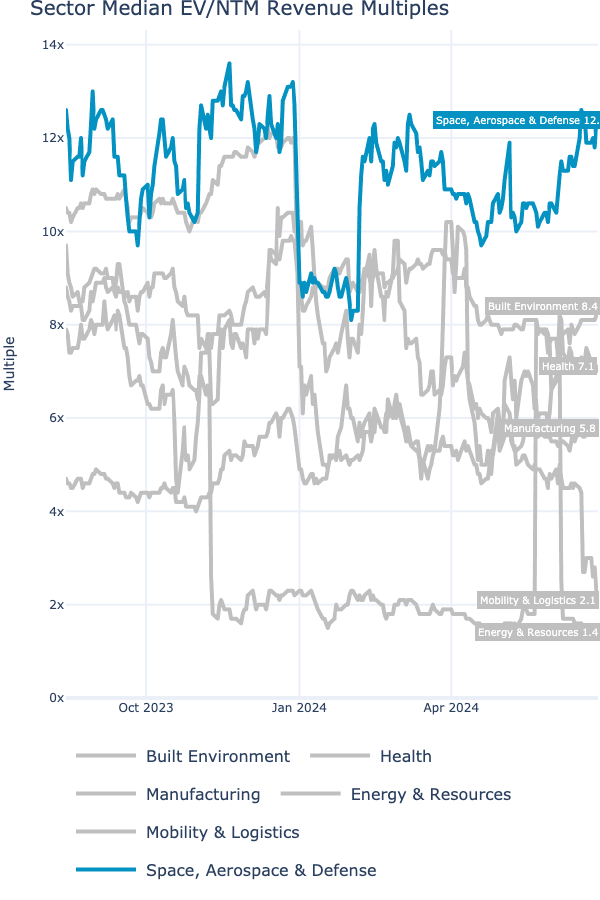 Sector Median EV/NTM Revenue Multiples
Multiple
14x
12x
10x
8x
6x
4x
2x
0x
Space, Aerospace & Defense 12.
Built Environment 8.4
Health 7.1
Manufacturing 5.8
Mobility & Logistics 2.1
Energy & Resources 1.4
Oct 2023 Jan 2024 Apr 2024
Built Environment Health
Manufacturing Energy & Resources
Mobility & Logistics
Space, Aerospace & Defense